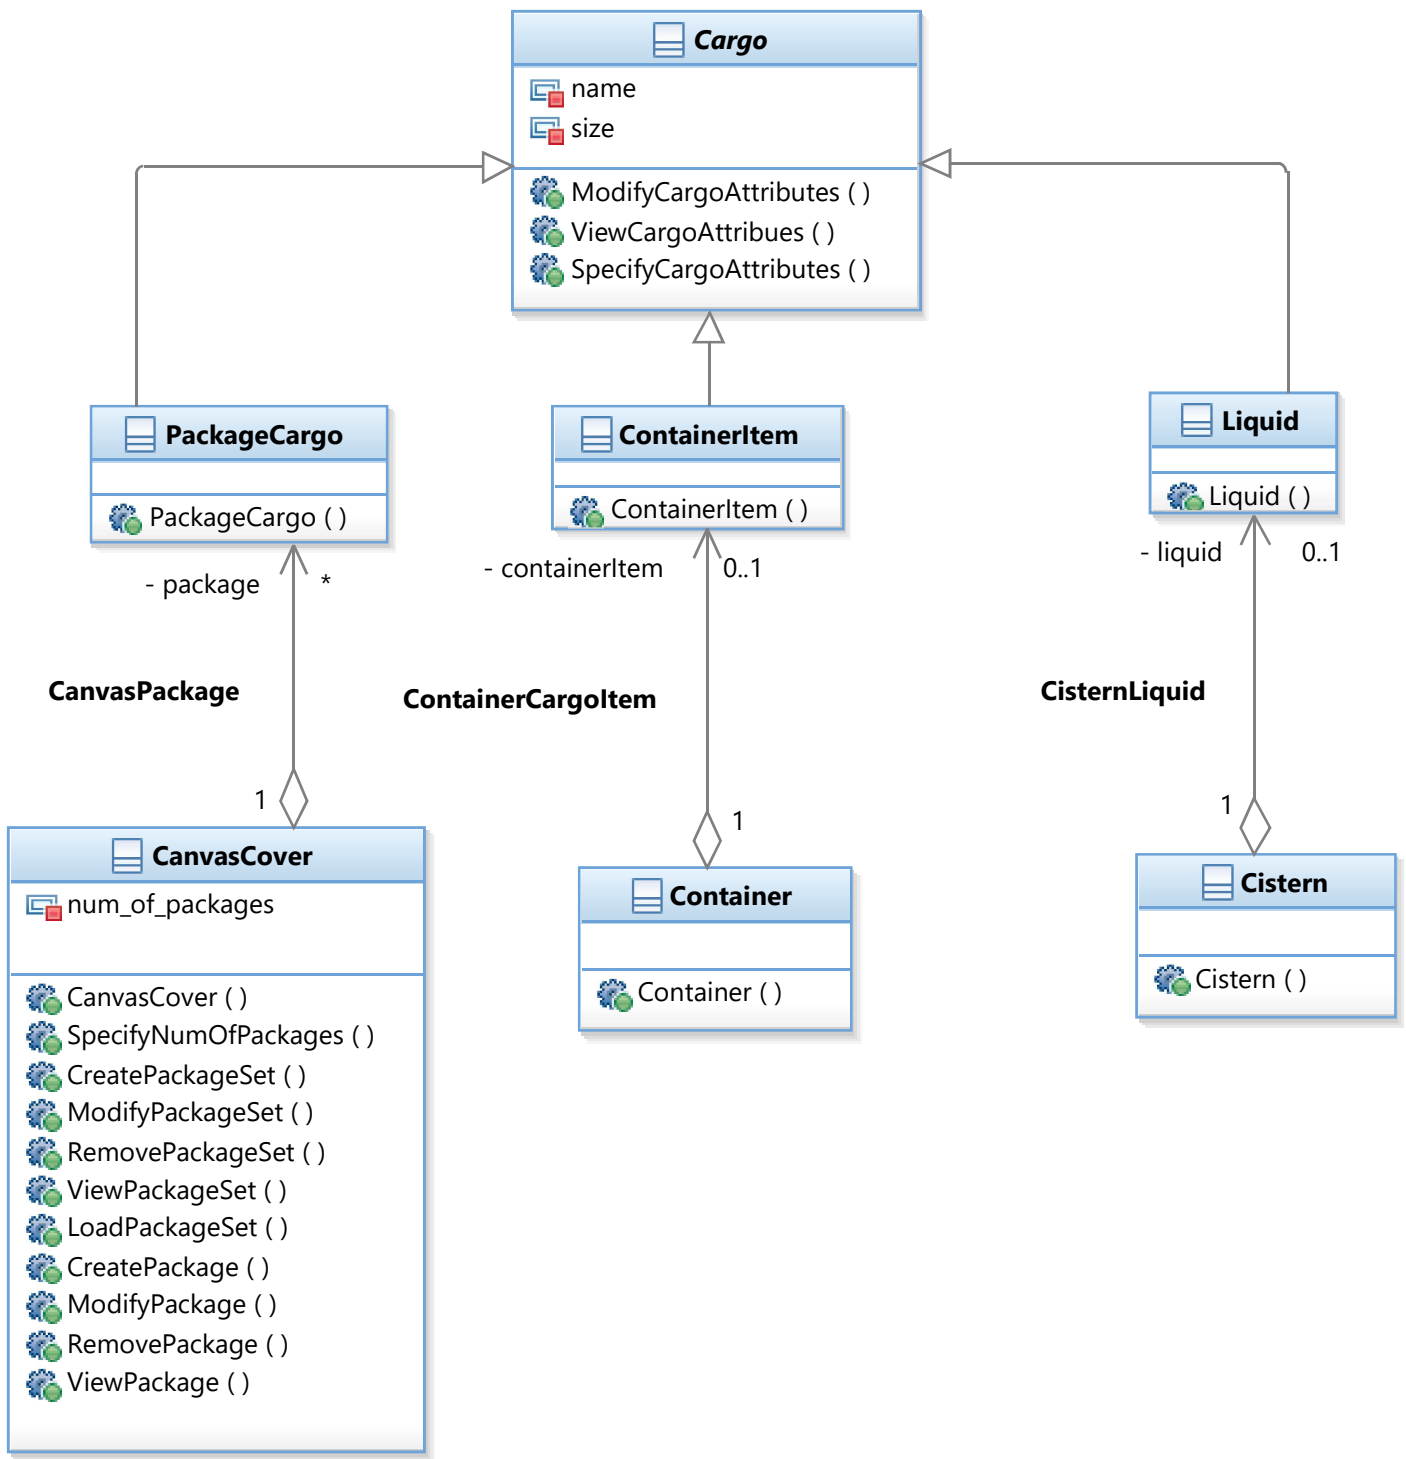 Cargo
name
size
ModifyCargoAttributes ( )
ViewCargoAttribues ( )
SpecifyCargoAttributes ( )
PackageCargo
PackageCargo ( )
ContainerItem
ContainerItem ( )
Liquid
Liquid ( )
- package
*
- containerItem
0..1
- liquid
0..1
CanvasPackage
ContainerCargoItem
CisternLiquid
1
1
1
CanvasCover
num_of_packages
CanvasCover ( )
SpecifyNumOfPackages ( )
CreatePackageSet ( )
ModifyPackageSet ( )
RemovePackageSet ( )
ViewPackageSet ( )
LoadPackageSet ( )
CreatePackage ( )
ModifyPackage ( )
RemovePackage ( )
ViewPackage ( )
Container
Container ( )
Cistern
Cistern ( )